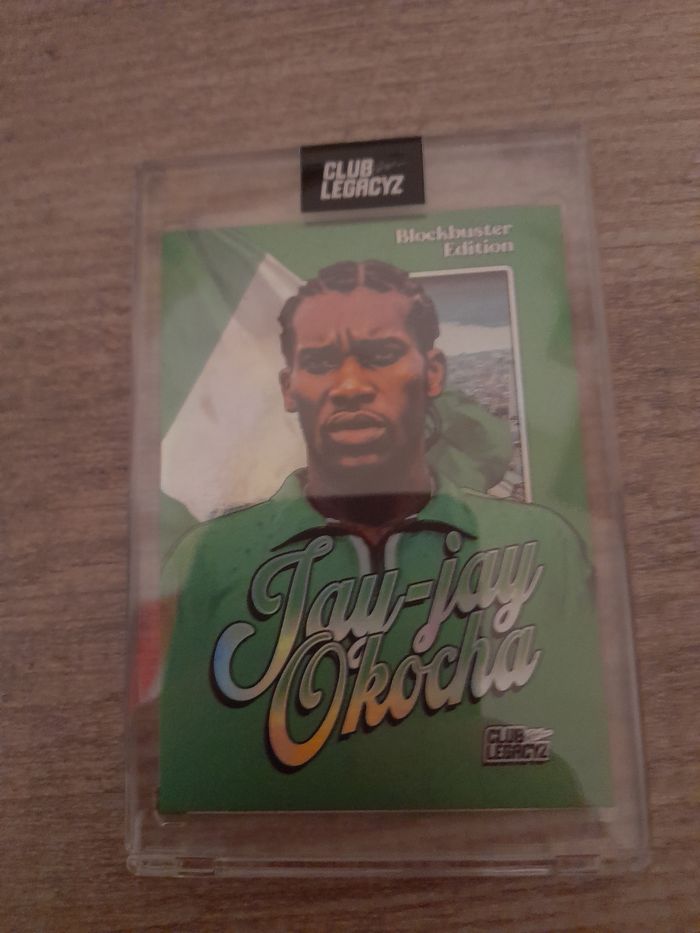 CLUB
LEGACYZ
Blockbuster
Edition
Jay-jay
Okocha
CLUB
LEGACYZ